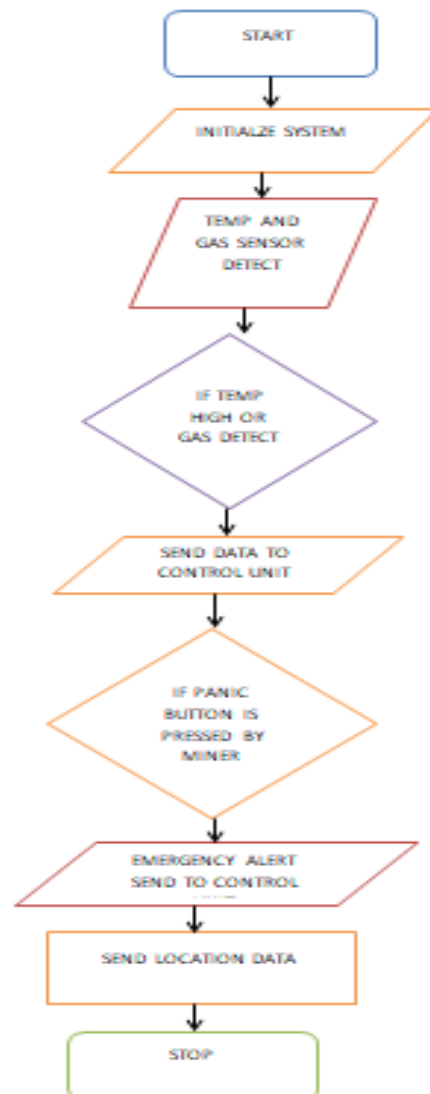 START
INITIALZE SYSTEM
TEMP AND
GAS SENSOR
DETECT
IF TEMP
HIGH OR
GAS DETECT
SEND DATA TO
CONTROL UNIT
IF PANIC
BUTTON IS
PRESSED BY
MINER
EMERGENCY ALERT
SEND TO CONTROL
SEND LOCATION DATA
STOP